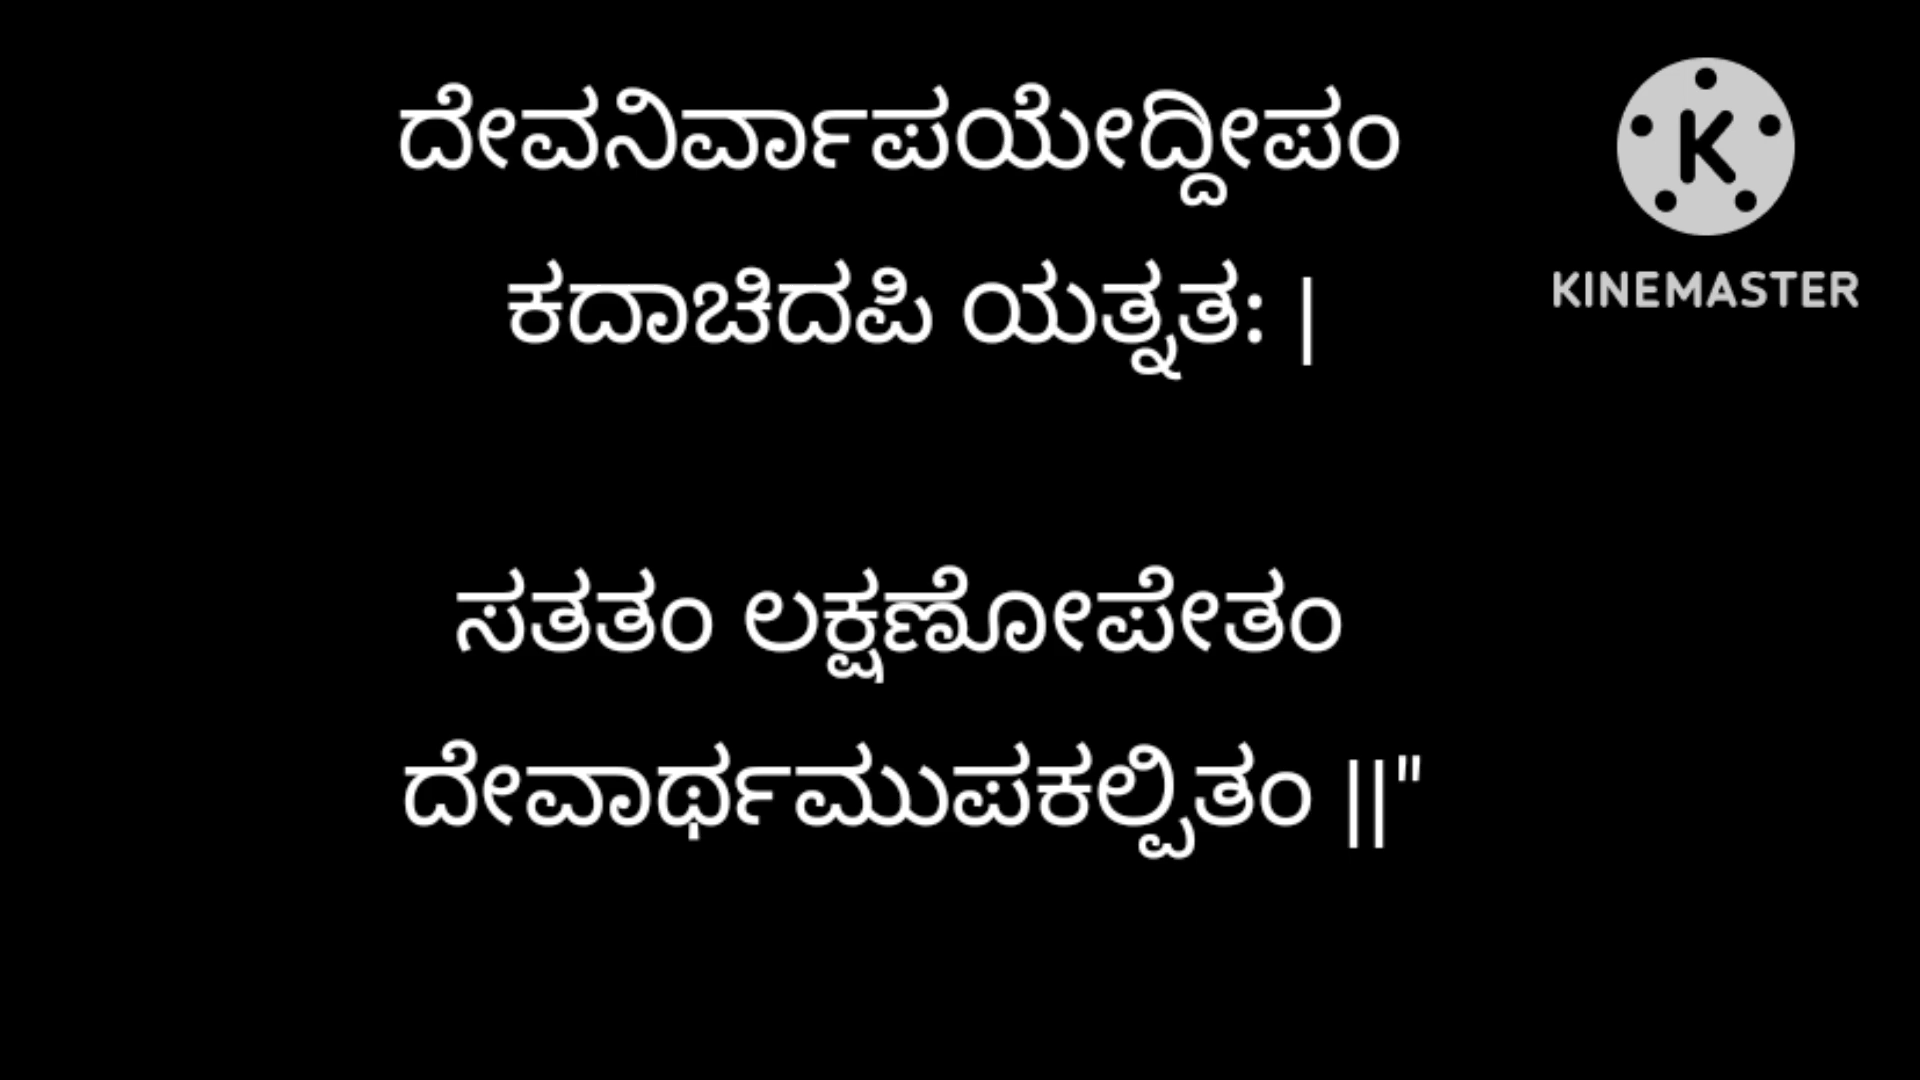 ದೇವನಿರ್ವಾಪಯೇದ್ದೀಪಂ
ಕದಾಚಿದಪಿ ಯತ್ನತಃ |
K
KINEMASTER
ಸತತಂ ಲಕ್ಷಣೋಪೇತಂ
ದೇವಾರ್ಥಮುಪಕಲ್ಪಿತಂ ||"